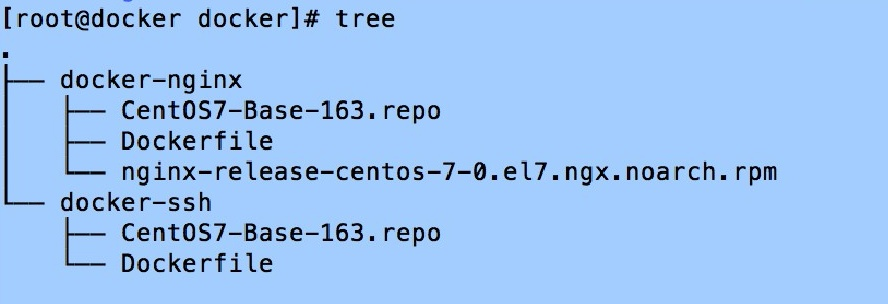 [root@docker docker]# tree
.
├── docker-nginx
│   ├── CentOS7-Base-163.repo
│   ├── Dockerfile
│   └── nginx-release-centos-7-0.el7.ngx.noarch.rpm
└── docker-ssh
    ├── CentOS7-Base-163.repo
    └── Dockerfile